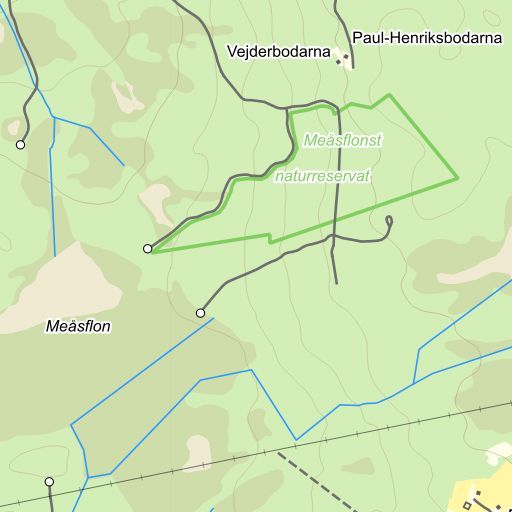 Paul-Henriksbodarna
Vejderbodarna
Meåsflonst
naturreservat
Meåsflon